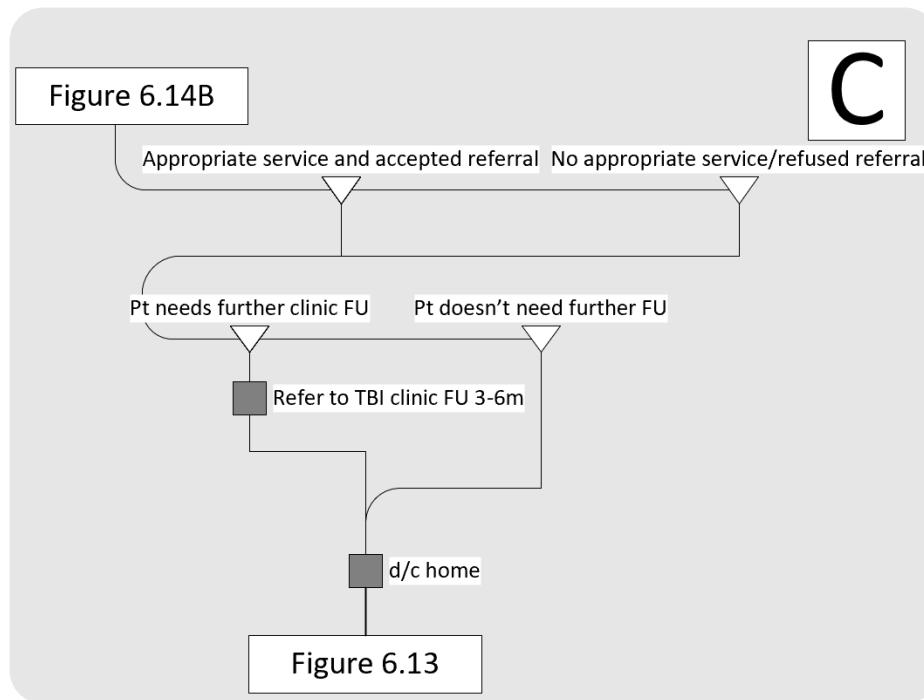 C
Figure 6.14B
Appropriate service and accepted referral
No appropriate service/refused referral
Pt needs further clinic FU
Pt doesn’t need further FU
Refer to TBI clinic FU 3-6m
d/c home
Figure 6.13